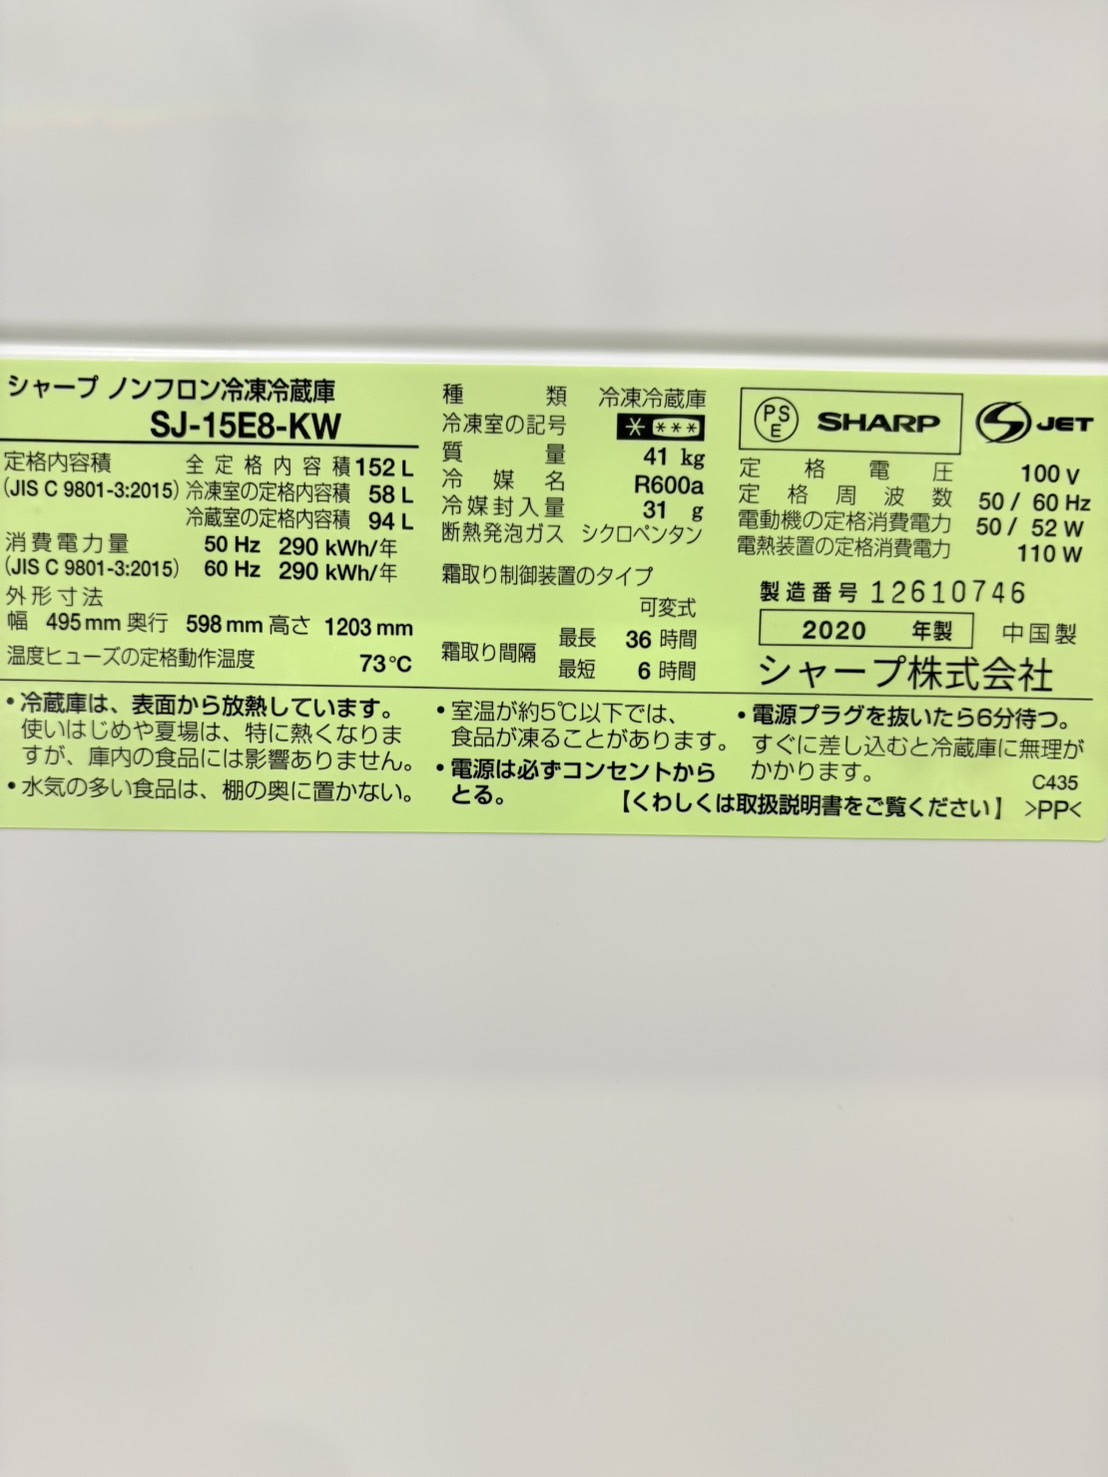 シャープ ノンフロン冷凍冷蔵庫
SJ-15E8-KW
定格内容積 全定格内容積 152 L
(JIS C 9801-3:2015) 冷凍室の定格内容積 58 L
冷蔵室の定格内容積 94 L
消費電力量 50 Hz 290 kWh/年
(JIS C 9801-3:2015) 60 Hz 290 kWh/年
外形寸法
幅 495 mm 奥行 598 mm 高さ 1203 mm
温度ヒューズの定格動作温度 73℃
種類 冷凍冷蔵庫
冷凍室の記号 * ***
質量 41 kg
冷媒名 R600a
冷媒封入量 31 g
断熱発泡ガス シクロペンタン
霜取り制御装置のタイプ
可変式
霜取り間隔 最長 36 時間
最短 6 時間
PSE SHARP JET
定格電圧 100 V
定格周波数 50 / 60 Hz
電動機の定格消費電力 50 / 52 W
電熱装置の定格消費電力 110 W
製造番号 12610746
2020 年製 中国製
シャープ株式会社
・冷蔵庫は、表面から放熱しています。
使いはじめや夏場は、特に熱くなりま
すが、庫内の食品には影響ありません。
・水気の多い食品は、棚の奥に置かない。
・室温が約5℃以下では、
食品が凍ることがあります。
・電源は必ずコンセントから
とる。
・電源プラグを抜いたら6分待つ。
すぐに差し込むと冷蔵庫に無理が
かかります。
C435
【くわしくは取扱説明書をご覧ください】 >PP<